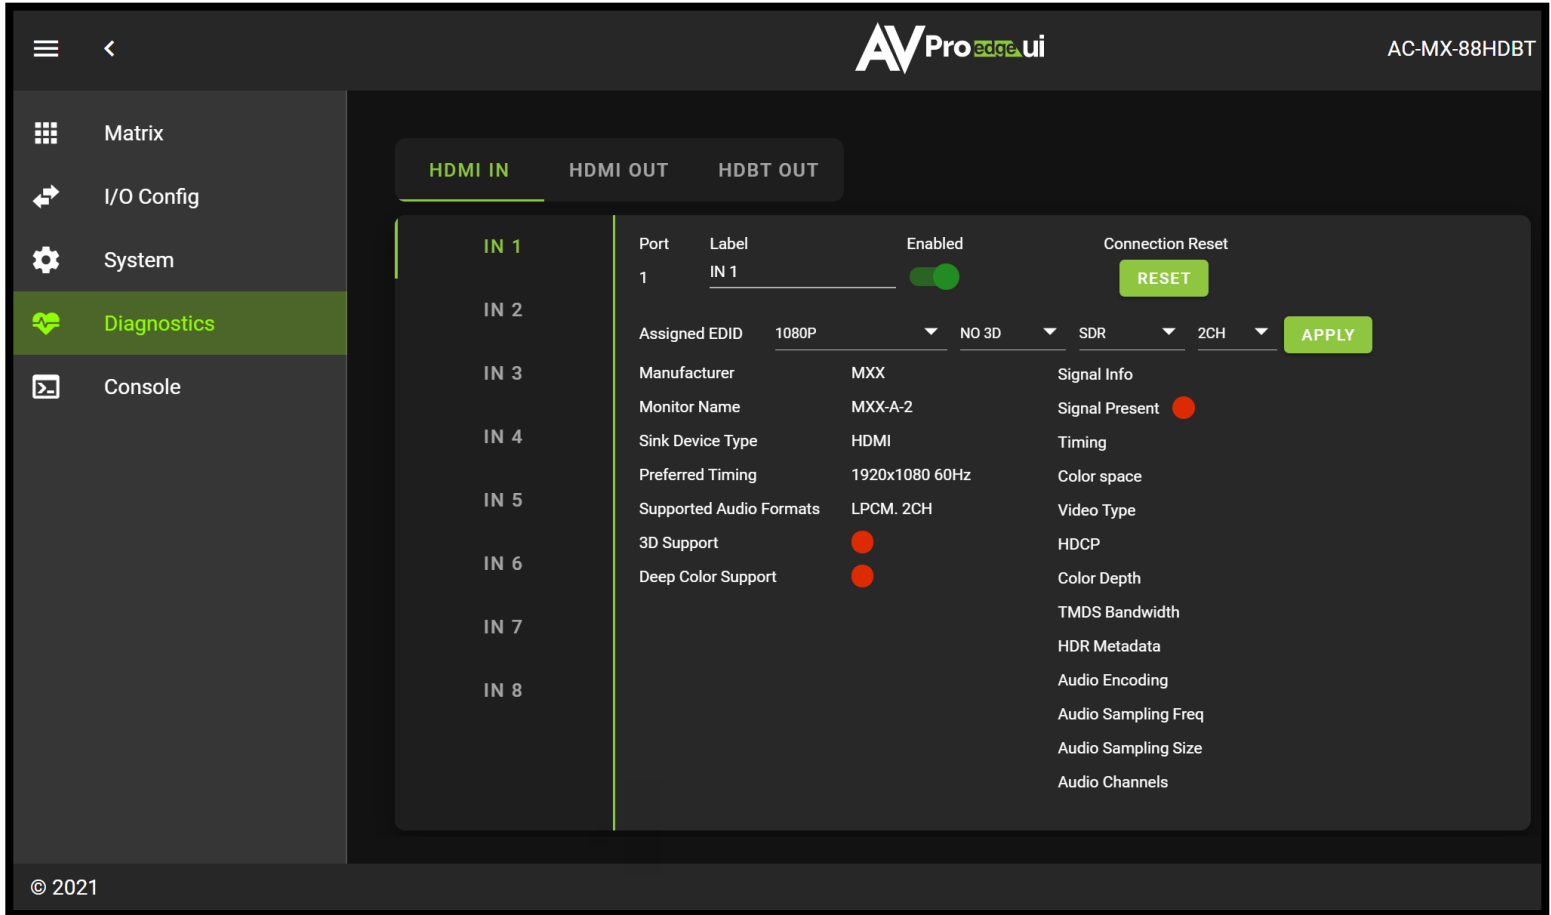 AVPro edge.ui
AC-MX-88HDBT
Matrix
I/O Config
System
Diagnostics
Console
HDMI IN HDMI OUT HDBT OUT
IN 1
IN 2
IN 3
IN 4
IN 5
IN 6
IN 7
IN 8
Port Label Enabled Connection Reset
1 IN 1 RESET
Assigned EDID 1080P NO 3D SDR 2CH APPLY
Manufacturer MXX
Monitor Name MXX-A-2
Sink Device Type HDMI
Preferred Timing 1920x1080 60Hz
Supported Audio Formats LPCM. 2CH
3D Support
Deep Color Support
Signal Info
Signal Present
Timing
Color space
Video Type
HDCP
Color Depth
TMDS Bandwidth
HDR Metadata
Audio Encoding
Audio Sampling Freq
Audio Sampling Size
Audio Channels
© 2021